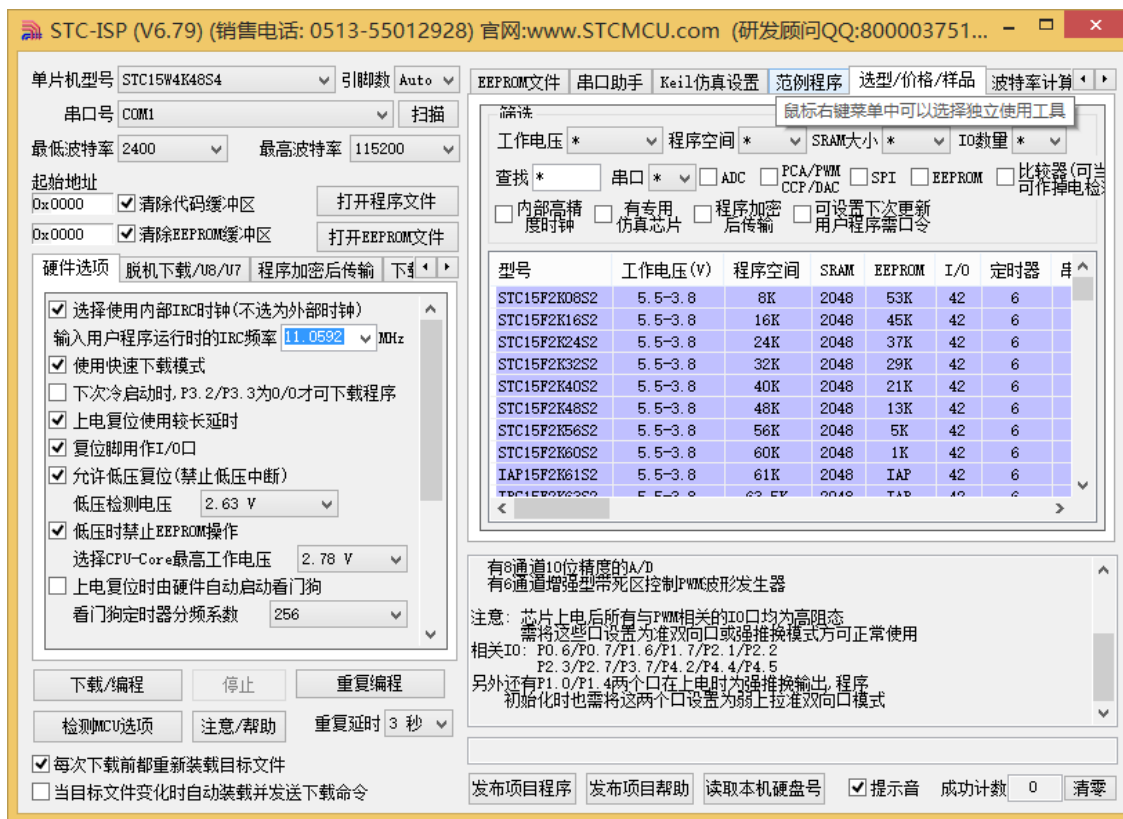 STC-ISP (V6.79) (销售电话: 0513-55012928) 官网:www.STCMCU.com (研发顾问QQ:800003751...
单片机型号 STC15W4K48S4 引脚数 Auto
串口号 COM1 扫描
最低波特率 2400 最高波特率 115200
起始地址
0x0000 清除代码缓冲区 打开程序文件
0x0000 清除EEPROM缓冲区 打开EEPROM文件
硬件选项 脱机下载/U8/U7 程序加密后传输
选择使用内部IRC时钟(不选为外部时钟)
输入用户程序运行时的IRC频率 11.0592 MHz
使用快速下载模式
下次冷启动时,P3.2/P3.3为0/0才可下载程序
上电复位使用较长延时
复位脚用作I/O口
允许低压复位(禁止低压中断)
低压检测电压 2.63 V
低压时禁止EEPROM操作
选择CPU-Core最高工作电压 2.78 V
上电复位时由硬件自动启动看门狗
看门狗定时器分频系数 256
下载/编程 停止 重复编程
检测MCU选项 注意/帮助 重复延时 3 秒
每次下载前都重新装载目标文件
当目标文件变化时自动装载并发送下载命令
EEPROM文件 串口助手 Keil仿真设置 范例程序 选型/价格/样品 波特率计算
鼠标右键菜单中可以选择独立使用工具
筛选
工作电压 * 程序空间 * SRAM大小 * IO数量 *
查找 * 串口 * ADC PCA/PWM CCP/DAC SPI EEPROM 比较器(可当 可作掉电检
内部高精度时钟 有专用仿真芯片 程序加密后传输 可设置下次更新用户程序需口令
型号 工作电压(V) 程序空间 SRAM EEPROM I/O 定时器
STC15F2K08S2 5.5-3.8 8K 2048 53K 42 6
STC15F2K16S2 5.5-3.8 16K 2048 45K 42 6
STC15F2K24S2 5.5-3.8 24K 2048 37K 42 6
STC15F2K32S2 5.5-3.8 32K 2048 29K 42 6
STC15F2K40S2 5.5-3.8 40K 2048 21K 42 6
STC15F2K48S2 5.5-3.8 48K 2048 13K 42 6
STC15F2K56S2 5.5-3.8 56K 2048 5K 42 6
STC15F2K60S2 5.5-3.8 60K 2048 1K 42 6
IAP15F2K61S2 5.5-3.8 61K 2048 IAP 42 6
有8通道10位精度的A/D
有6通道增强型带死区控制PWM波形发生器
注意: 芯片上电后所有与PWM相关的IO口均为高阻态
需将这些口设置为准双向口或强推挽模式方可正常使用
相关IO: P0.6/P0.7/P1.6/P1.7/P2.1/P2.2
P2.3/P2.7/P3.7/P4.2/P4.4/P4.5
另外还有P1.0/P1.4两个口在上电时为强推挽输出,程序
初始化时也需将这两个口设置为弱上拉准双向口模式
发布项目程序 发布项目帮助 读取本机硬盘号 提示音 成功计数 0 清零